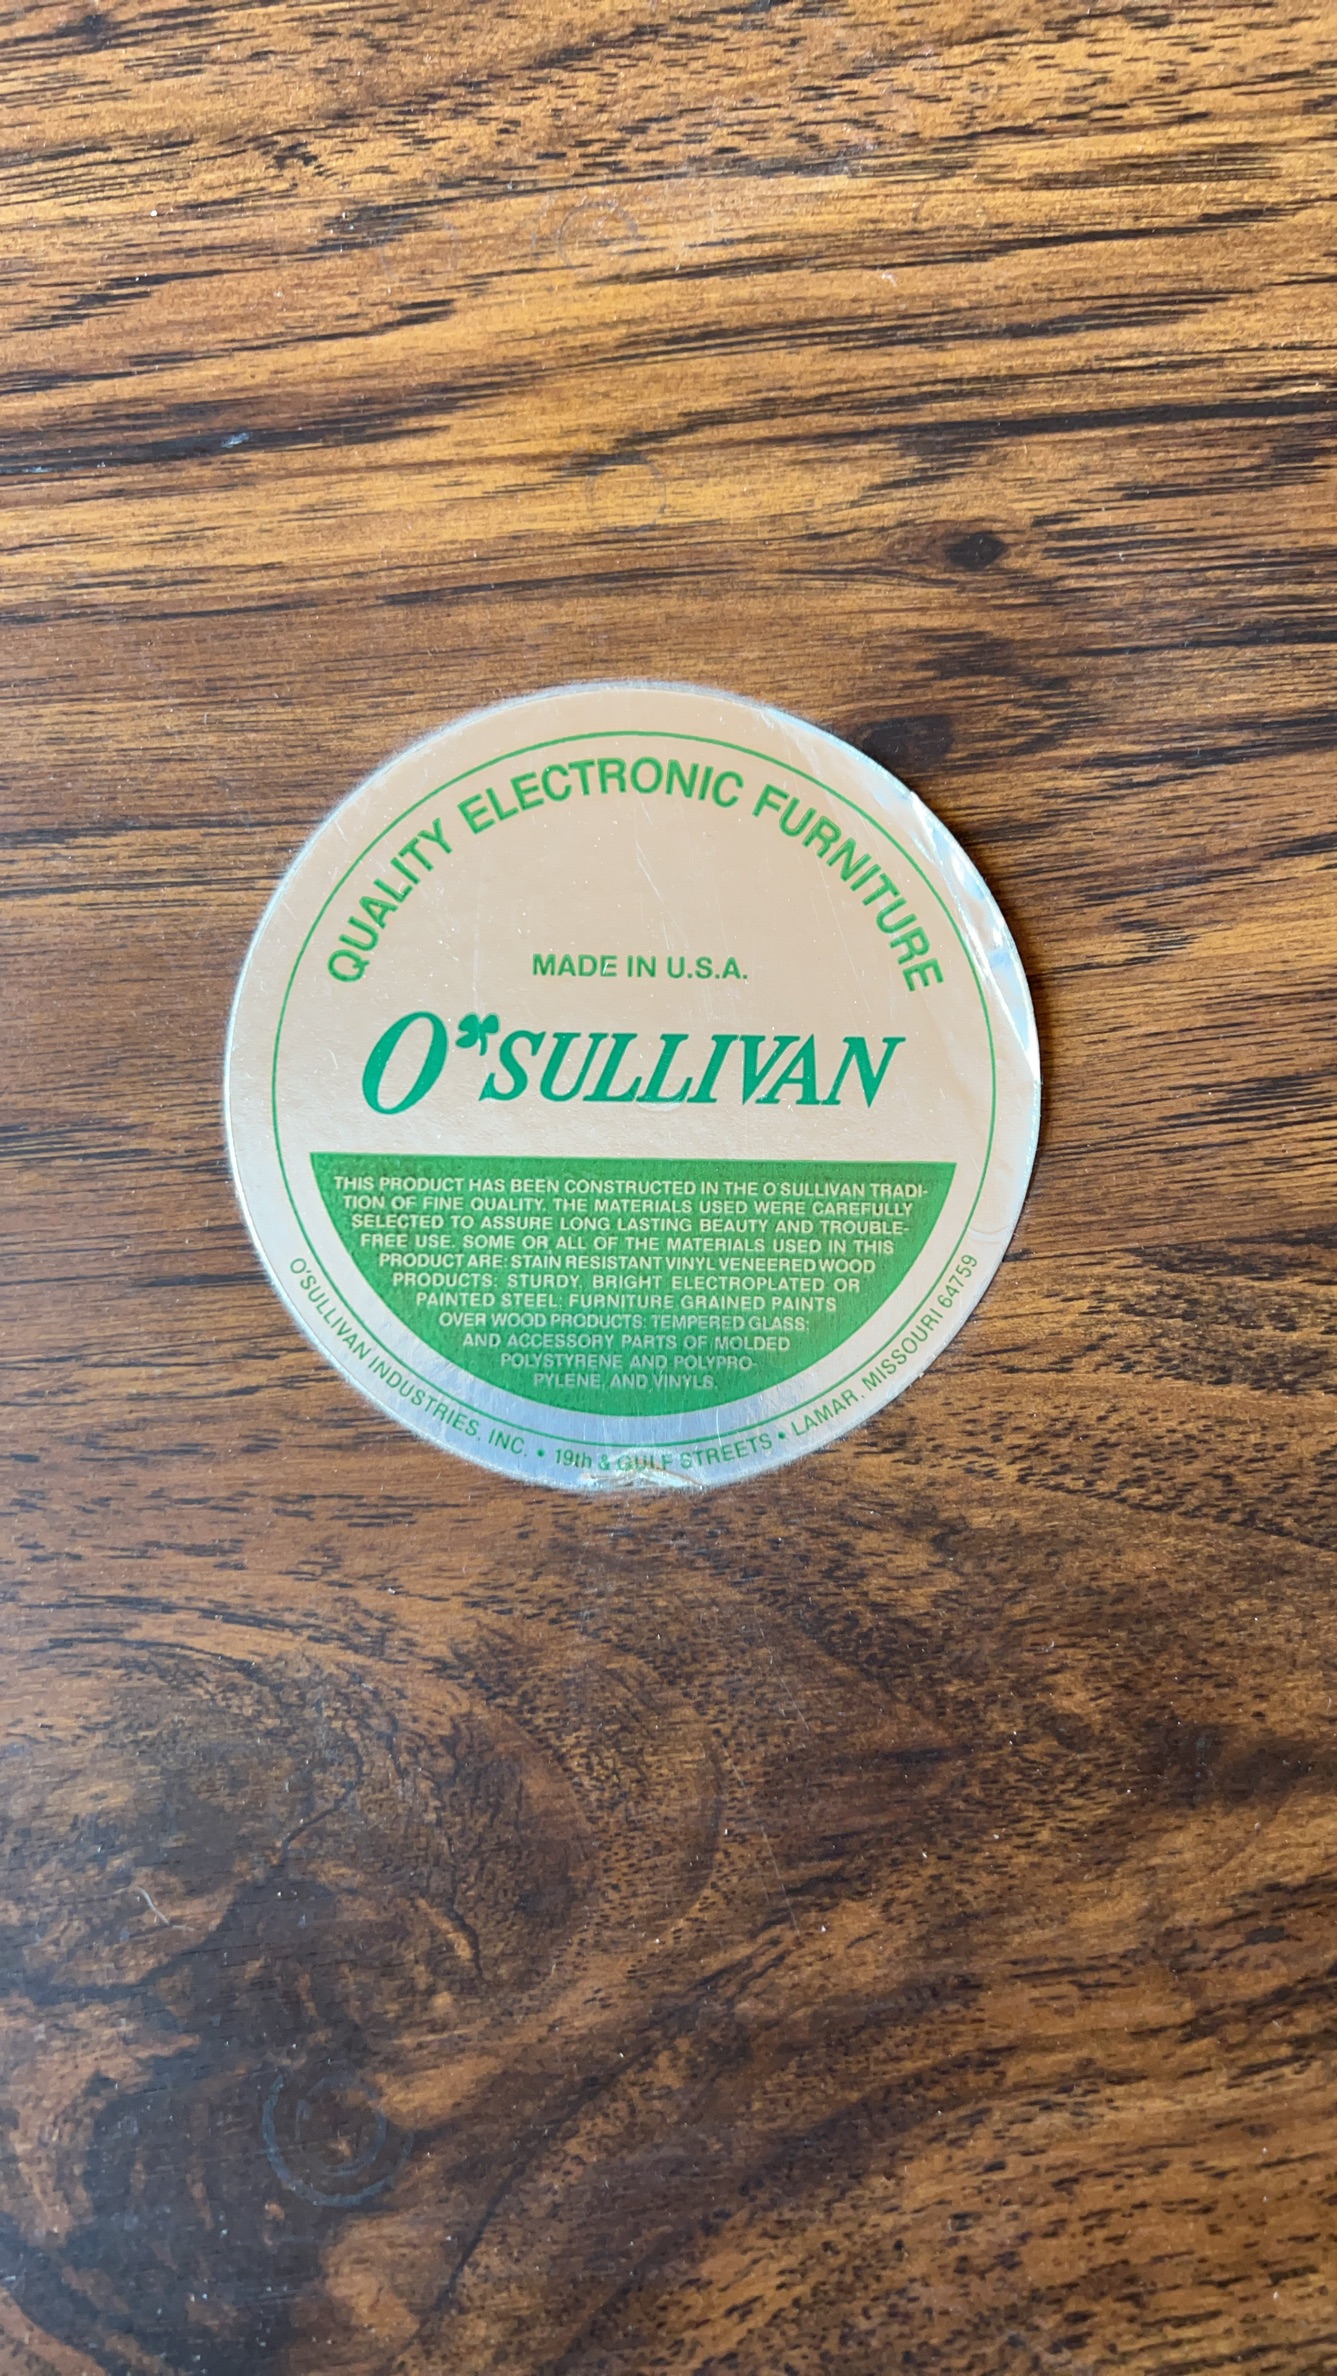 QUALITY ELECTRONIC FURNITURE
MADE IN U.S.A.
O'SULLIVAN
THIS PRODUCT HAS BEEN CONSTRUCTED IN THE O'SULLIVAN TRADI-
TION OF FINE QUALITY. THE MATERIALS USED WERE CAREFULLY
SELECTED TO ASSURE LONG LASTING BEAUTY AND TROUBLE-
FREE USE. SOME OR ALL OF THE MATERIALS USED IN THIS
PRODUCT ARE: STAIN RESISTANT VINYL VENEERED WOOD
PRODUCTS; STURDY, BRIGHT ELECTROPLATED OR
PAINTED STEEL; FURNITURE GRAINED PAINTS
OVER WOOD PRODUCTS; TEMPERED GLASS;
AND ACCESSORY PARTS OF MOLDED
POLYSTYRENE AND POLYPRO-
PYLENE, AND VINYLS.
O'SULLIVAN INDUSTRIES, INC. • 19th & GULF STREETS • LAMAR, MISSOURI 64759